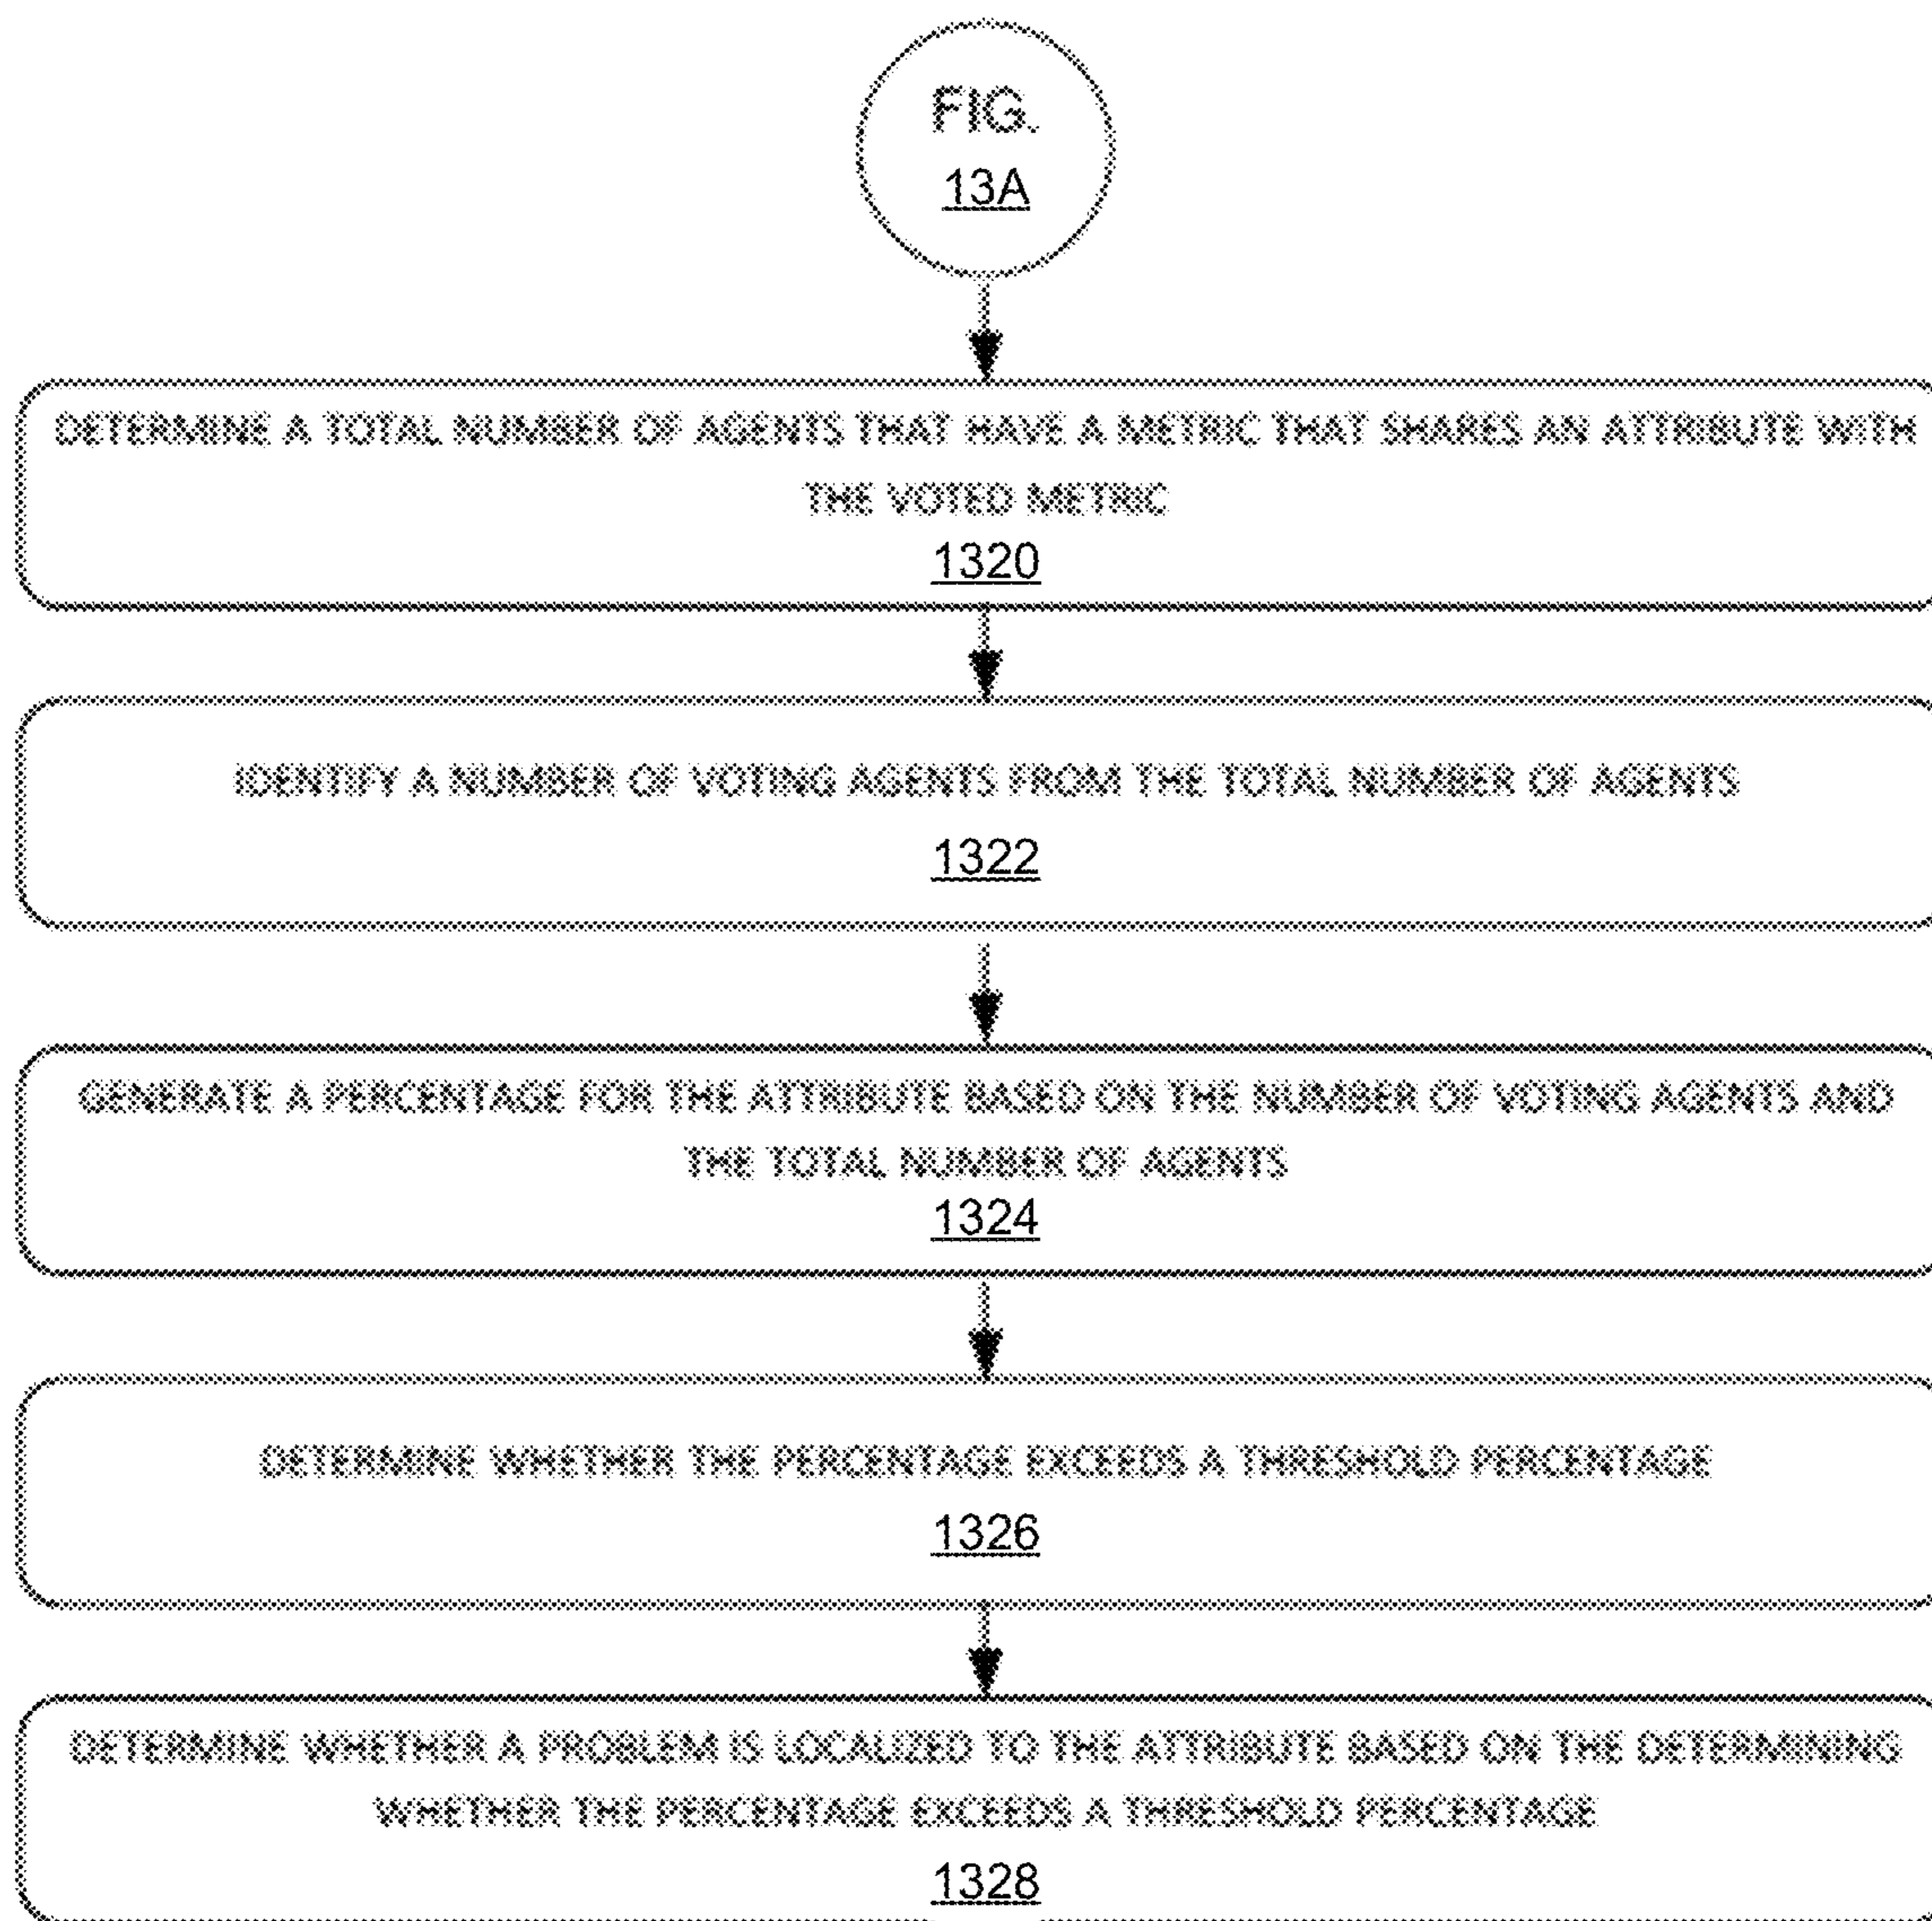 FIG.
13A
DETERMINE A TOTAL NUMBER OF AGENTS THAT HAVE A METRIC THAT SHARES AN ATTRIBUTE WITH
THE VOTED METRIC
1320
IDENTIFY A NUMBER OF VOTING AGENTS FROM THE TOTAL NUMBER OF AGENTS
1322
GENERATE A PERCENTAGE FOR THE ATTRIBUTE BASED ON THE NUMBER OF VOTING AGENTS AND
THE TOTAL NUMBER OF AGENTS
1324
DETERMINE WHETHER THE PERCENTAGE EXCEEDS A THRESHOLD PERCENTAGE
1326
DETERMINE WHETHER A PROBLEM IS LOCALIZED TO THE ATTRIBUTE BASED ON THE DETERMINING
WHETHER THE PERCENTAGE EXCEEDS A THRESHOLD PERCENTAGE
1328